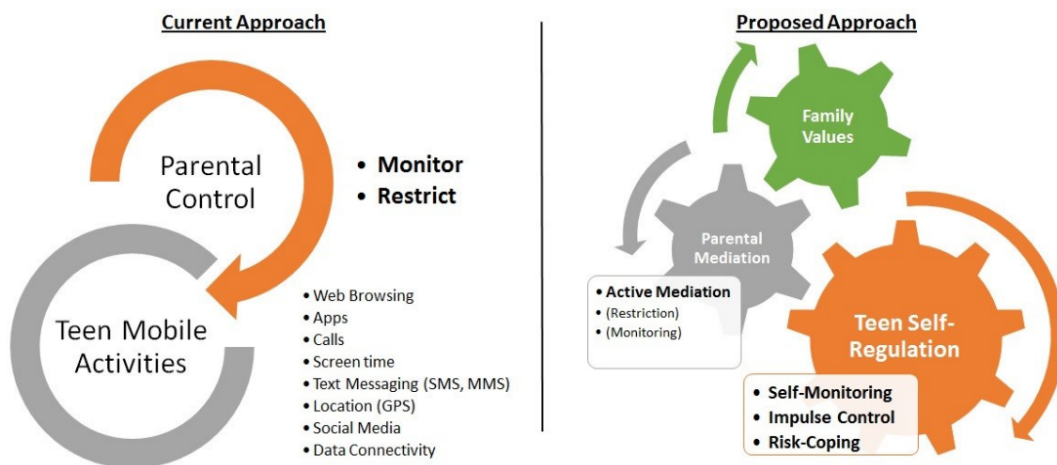 Current Approach
Parental
Control
• Monitor
• Restrict
Teen Mobile
Activities
• Web Browsing
• Apps
• Calls
• Screen time
• Text Messaging (SMS, MMS)
• Location (GPS)
• Social Media
• Data Connectivity
Proposed Approach
Family
Values
Parental
Mediation
• Active Mediation
• (Restriction)
• (Monitoring)
Teen Self-
Regulation
• Self-Monitoring
• Impulse Control
• Risk-Coping